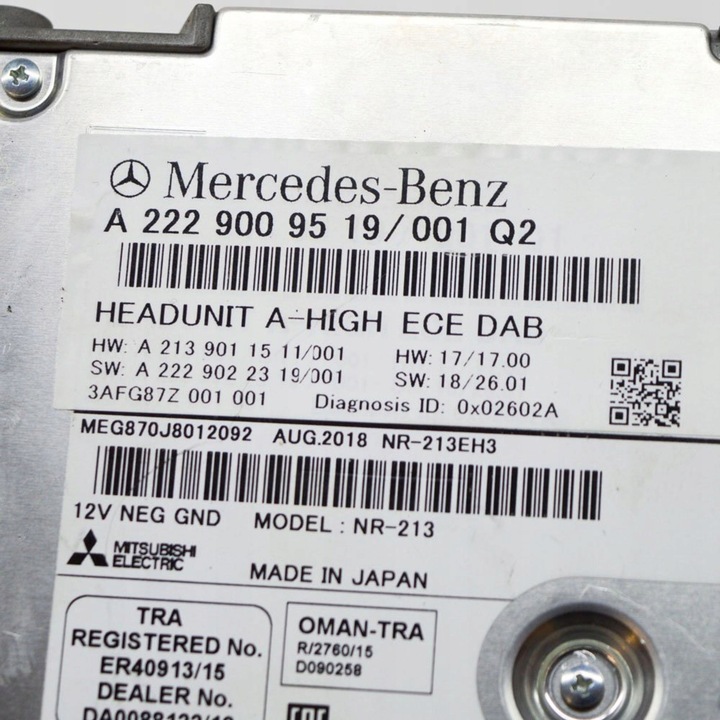 Mercedes-Benz
A 222 900 95 19/001 Q2
HEADUNIT A-HIGH ECE DAB
HW: A 213 901 15 11/001 HW: 17/17.00
SW: A 222 902 23 19/001 SW: 18/26.01
3AFG87Z 001 001 Diagnosis ID: 0x02602A
MEG870J8012092 AUG.2018 NR-213EH3
12V NEG GND MODEL : NR-213
MITSUBISHI
ELECTRIC
MADE IN JAPAN
TRA
REGISTERED No.
ER40913/15
DEALER No.
OMAN-TRA
R/2760/15
D090258